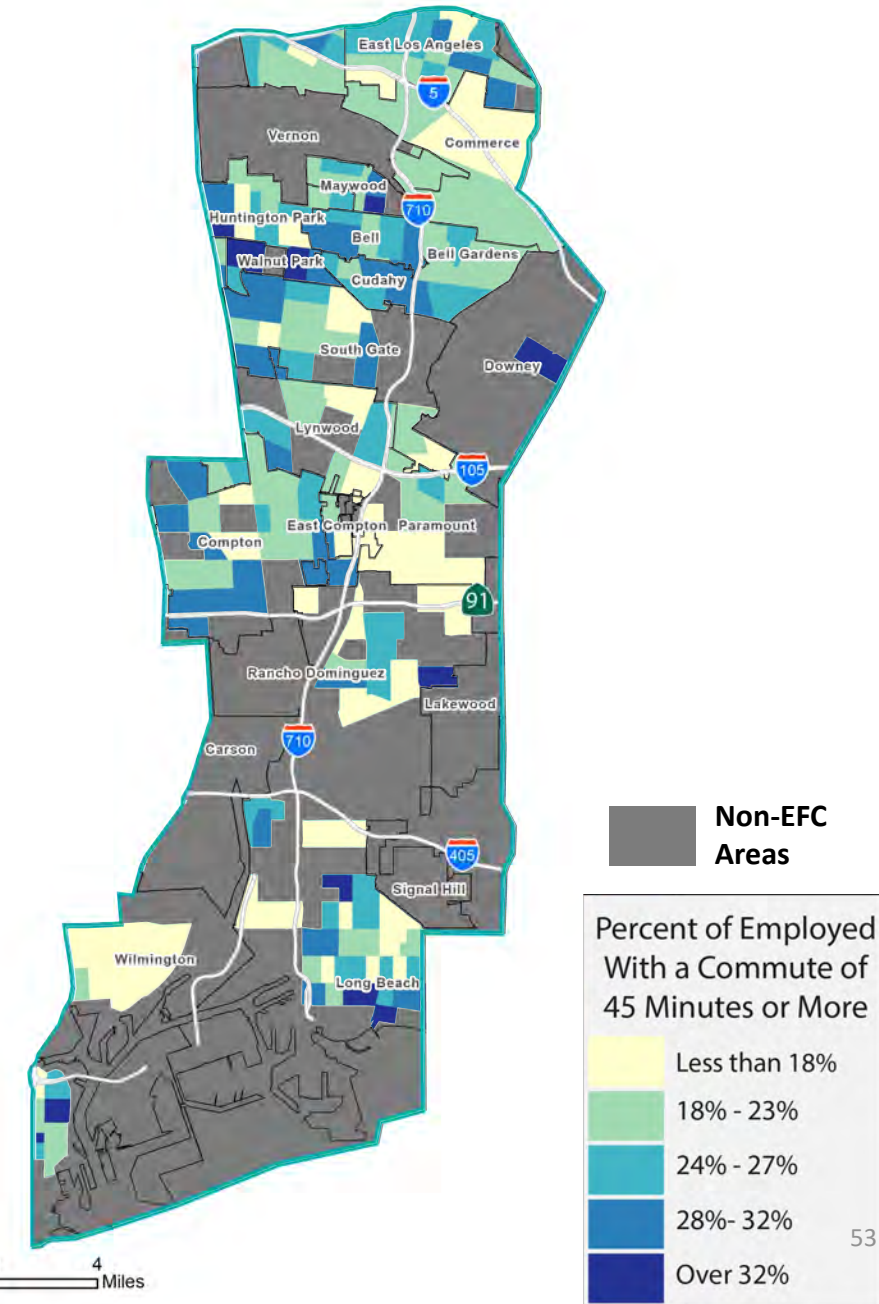 East Los Angeles
5
Commerce
Vernon
Maywood
710
Huntington Park
Bell
Bell Gardens
Walnut Park
Cudahy
South Gate
Downey
Lynwood
105
East Compton Paramount
Compton
91
Rancho Dominguez
Lakewood
710
Carson
405
Signal Hill
Wilmington
Long Beach
4
Miles
Non-EFC
Areas
Percent of Employed
With a Commute of
45 Minutes or More
Less than 18%
18% - 23%
24% - 27%
28%- 32%
Over 32%
53